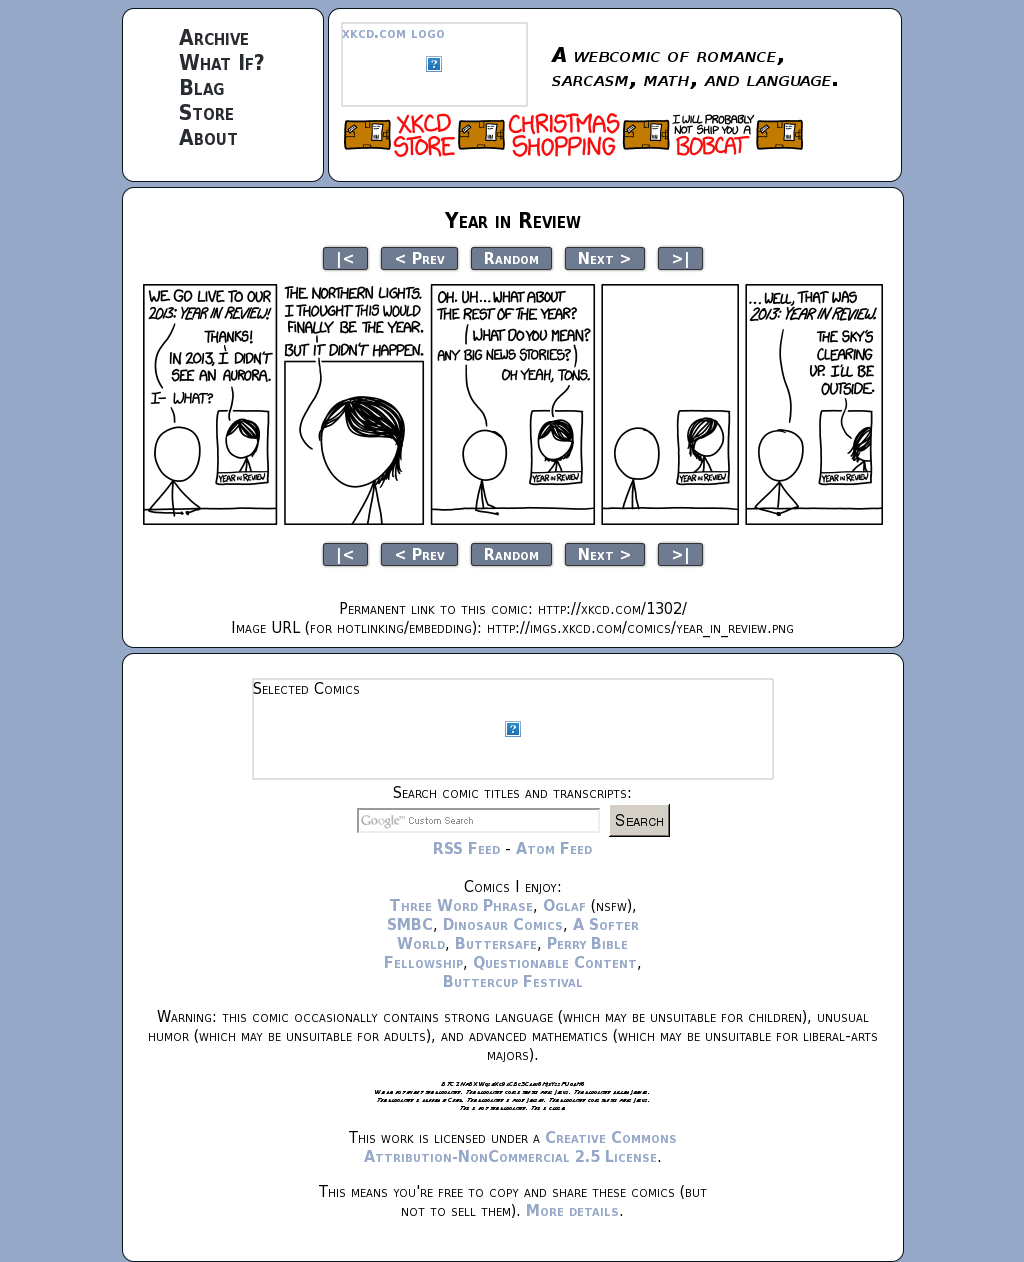 Archive
What If?
Blag
Store
About
xkcd.com logo
A webcomic of romance,
sarcasm, math, and language.
XKCD
STORE
CHRISTMAS
SHOPPING
I WILL PROBABLY
NOT SHIP YOU A
BOBCAT
Year in Review
|<
< Prev
Random
Next >
>|
WE GO LIVE TO OUR
2013: YEAR IN REVIEW!
THANKS!
IN 2013, I DIDN'T
SEE AN AURORA.
I– WHAT?
YEAR IN REVIEW
THE NORTHERN LIGHTS.
I THOUGHT THIS WOULD
FINALLY BE THE YEAR.
BUT IT DIDN'T HAPPEN.
OH. UH...WHAT ABOUT
THE REST OF THE YEAR?
WHAT DO YOU MEAN?
ANY BIG NEWS STORIES?
OH YEAH, TONS.
YEAR IN REVIEW
YEAR IN REVIEW
...WELL, THAT WAS
2013: YEAR IN REVIEW.
THE SKY'S
CLEARING
UP. I'LL BE
OUTSIDE.
YEAR IN REVIEW
|<
< Prev
Random
Next >
>|
Permanent link to this comic: http://xkcd.com/1302/
Image URL (for hotlinking/embedding): http://imgs.xkcd.com/comics/year_in_review.png
Selected Comics
Search comic titles and transcripts:
Google™ Custom Search
Search
RSS Feed - Atom Feed
Comics I enjoy:
Three Word Phrase, Oglaf (nsfw),
SMBC, Dinosaur Comics, A Softer
World, Buttersafe, Perry Bible
Fellowship, Questionable Content,
Buttercup Festival
Warning: this comic occasionally contains strong language (which may be unsuitable for children), unusual
humor (which may be unsuitable for adults), and advanced mathematics (which may be unsuitable for liberal-arts
majors).
This work is licensed under a Creative Commons
Attribution-NonCommercial 2.5 License.
This means you're free to copy and share these comics (but
not to sell them). More details.